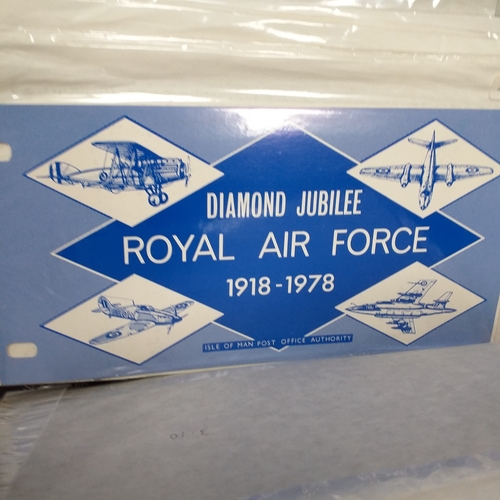 DIAMOND JUBILEE
ROYAL AIR FORCE
1918-1978
ISLE OF MAN POST OFFICE AUTHORITY